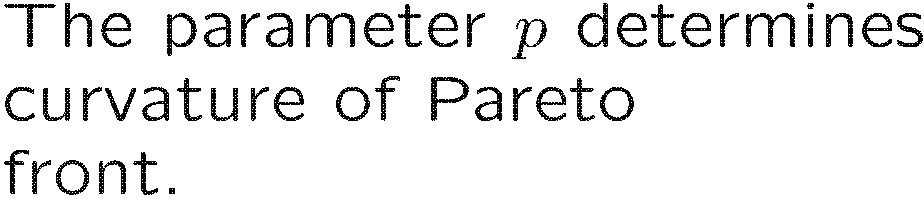 The parameter p determines
curvature of Pareto
front.